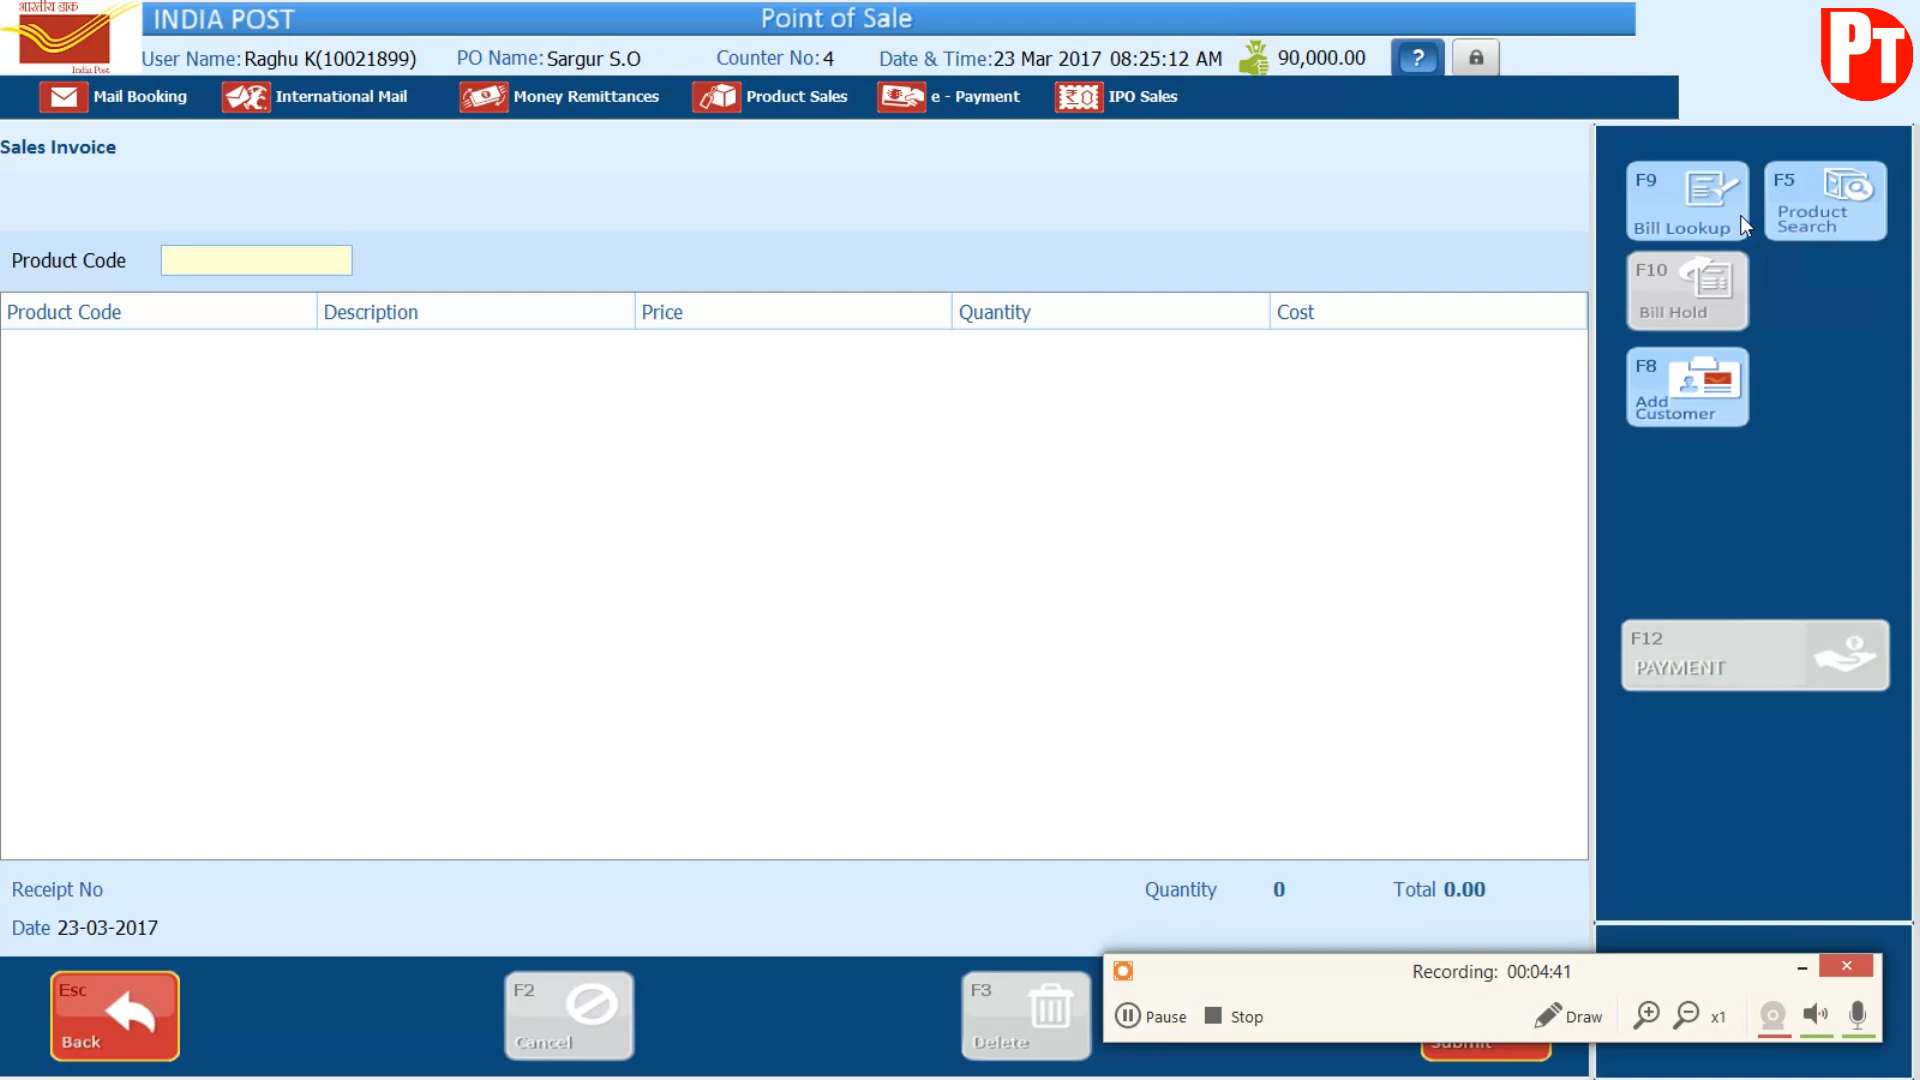 भारतीय डाक
India Post
INDIA POST
Point of Sale
PT
User Name: Raghu K(10021899) PO Name: Sargur S.O Counter No: 4 Date & Time:23 Mar 2017 08:25:12 AM 90,000.00 ?
Mail Booking International Mail Money Remittances Product Sales e - Payment IPO Sales
Sales Invoice
F9
Bill Lookup
F5
Product
Search
Product Code
F10
Bill Hold
Product Code Description Price Quantity Cost
F8
Add
Customer
F12
PAYMENT
Receipt No Quantity 0 Total 0.00
Date 23-03-2017
Esc
Back
F2
Cancel
F3
Delete
Submit
Recording: 00:04:41
Pause Stop Draw x1